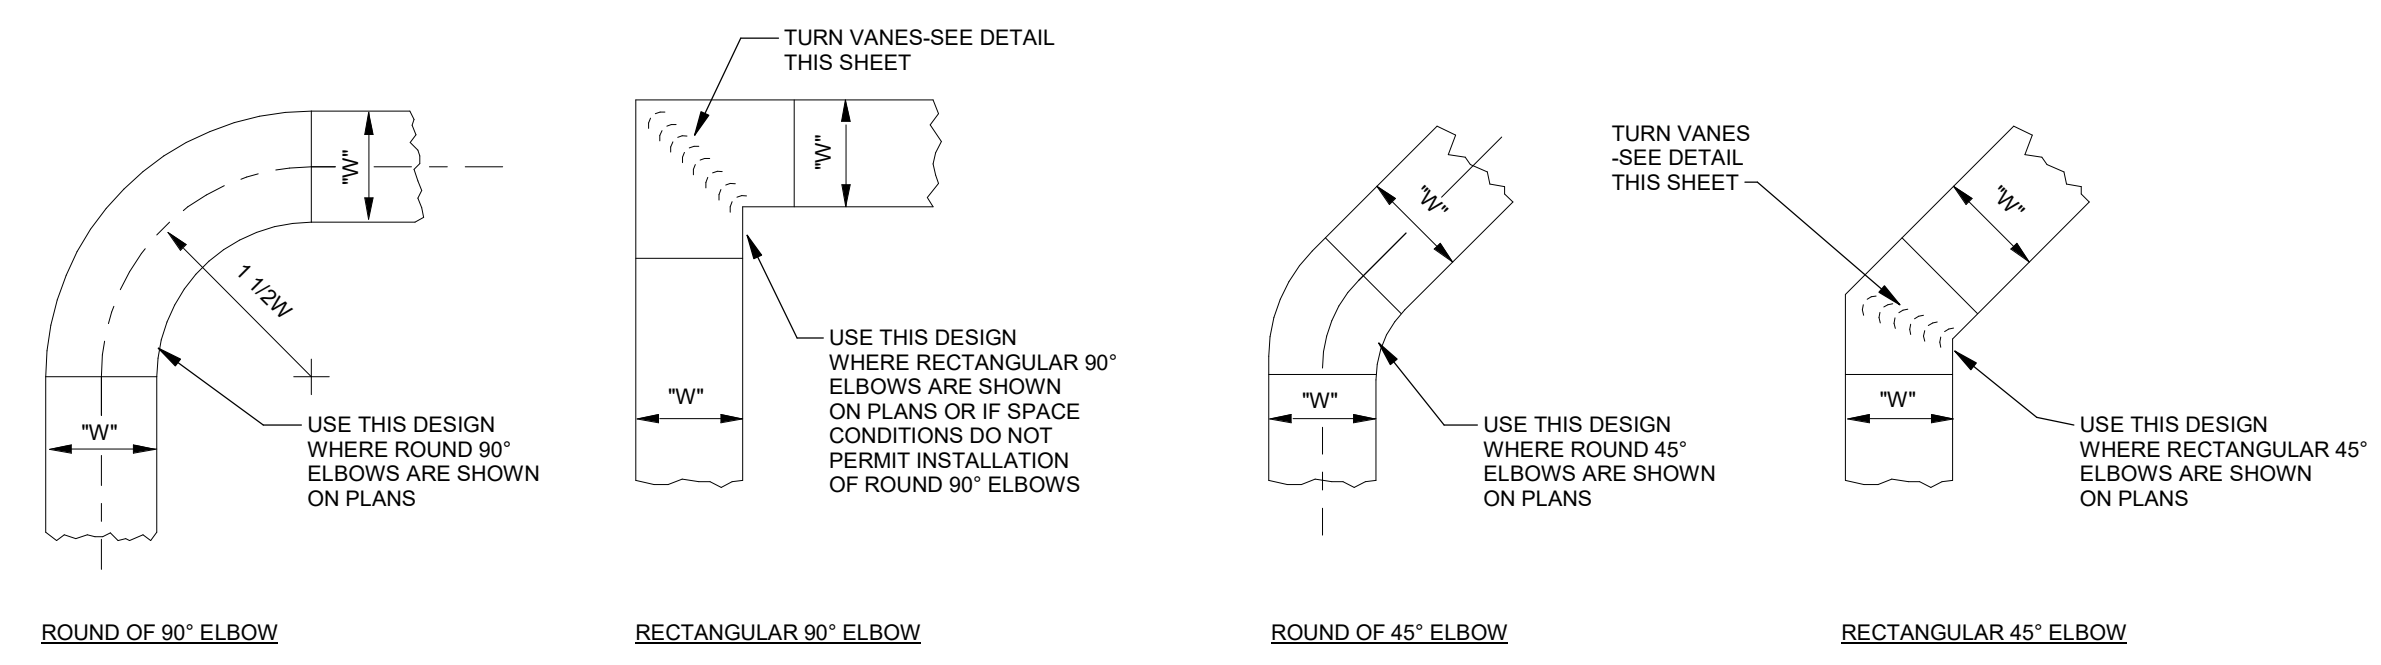 "W"
1 1/2W
"W"
USE THIS DESIGN
WHERE ROUND 90°
ELBOWS ARE SHOWN
ON PLANS
ROUND OF 90° ELBOW
TURN VANES-SEE DETAIL
THIS SHEET
"W"
USE THIS DESIGN
WHERE RECTANGULAR 90°
ELBOWS ARE SHOWN
ON PLANS OR IF SPACE
CONDITIONS DO NOT
PERMIT INSTALLATION
OF ROUND 90° ELBOWS
"W"
RECTANGULAR 90° ELBOW
"W"
"W"
USE THIS DESIGN
WHERE ROUND 45°
ELBOWS ARE SHOWN
ON PLANS
ROUND OF 45° ELBOW
TURN VANES
-SEE DETAIL
THIS SHEET
"W"
"W"
USE THIS DESIGN
WHERE RECTANGULAR 45°
ELBOWS ARE SHOWN
ON PLANS
RECTANGULAR 45° ELBOW